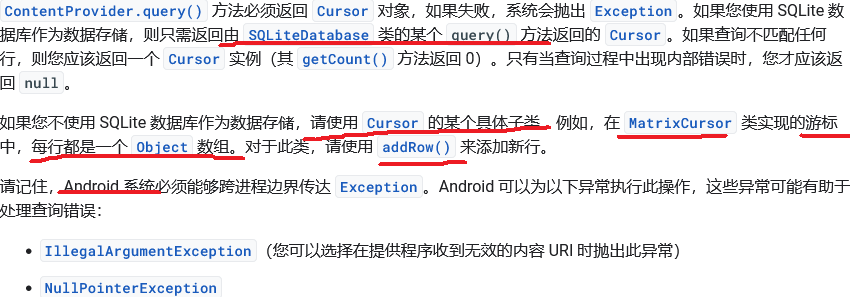 ContentProvider.query() 方法必须返回 Cursor 对象，如果失败，系统会抛出 Exception。如果您使用 SQLite 数
据库作为数据存储，则只需返回由 SQLiteDatabase 类的某个 query() 方法返回的 Cursor。如果查询不匹配任何
行，则您应该返回一个 Cursor 实例（其 getCount() 方法返回 0）。只有当查询过程中出现内部错误时，您才应该返
回 null。
如果您不使用 SQLite 数据库作为数据存储，请使用 Cursor 的某个具体子类。例如，在 MatrixCursor 类实现的游标
中，每行都是一个 Object 数组。对于此类，请使用 addRow() 来添加新行。
请记住，Android 系统必须能够跨进程边界传达 Exception。Android 可以为以下异常执行此操作，这些异常可能有助于
处理查询错误：
• IllegalArgumentException（您可以选择在提供程序收到无效的内容 URI 时抛出此异常）
• NullPointerException